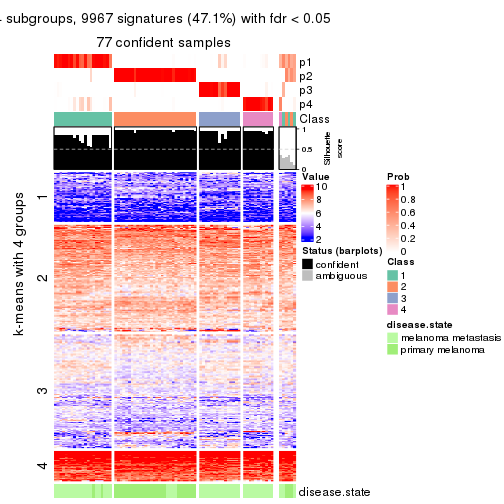 subgroups, 9967 signatures (47.1%) with fdr < 0.05
77 confident samples
p1
p2
p3
p4
Class
1
0.5
0
Silhouette
score
k-means with 4 groups
1
2
3
4
disease.state
Value
10
8
6
4
2
Status (barplots)
confident
ambiguous
Prob
1
0.8
0.6
0.4
0.2
0
Class
1
2
3
4
disease.state
melanoma metastasis
primary melanoma